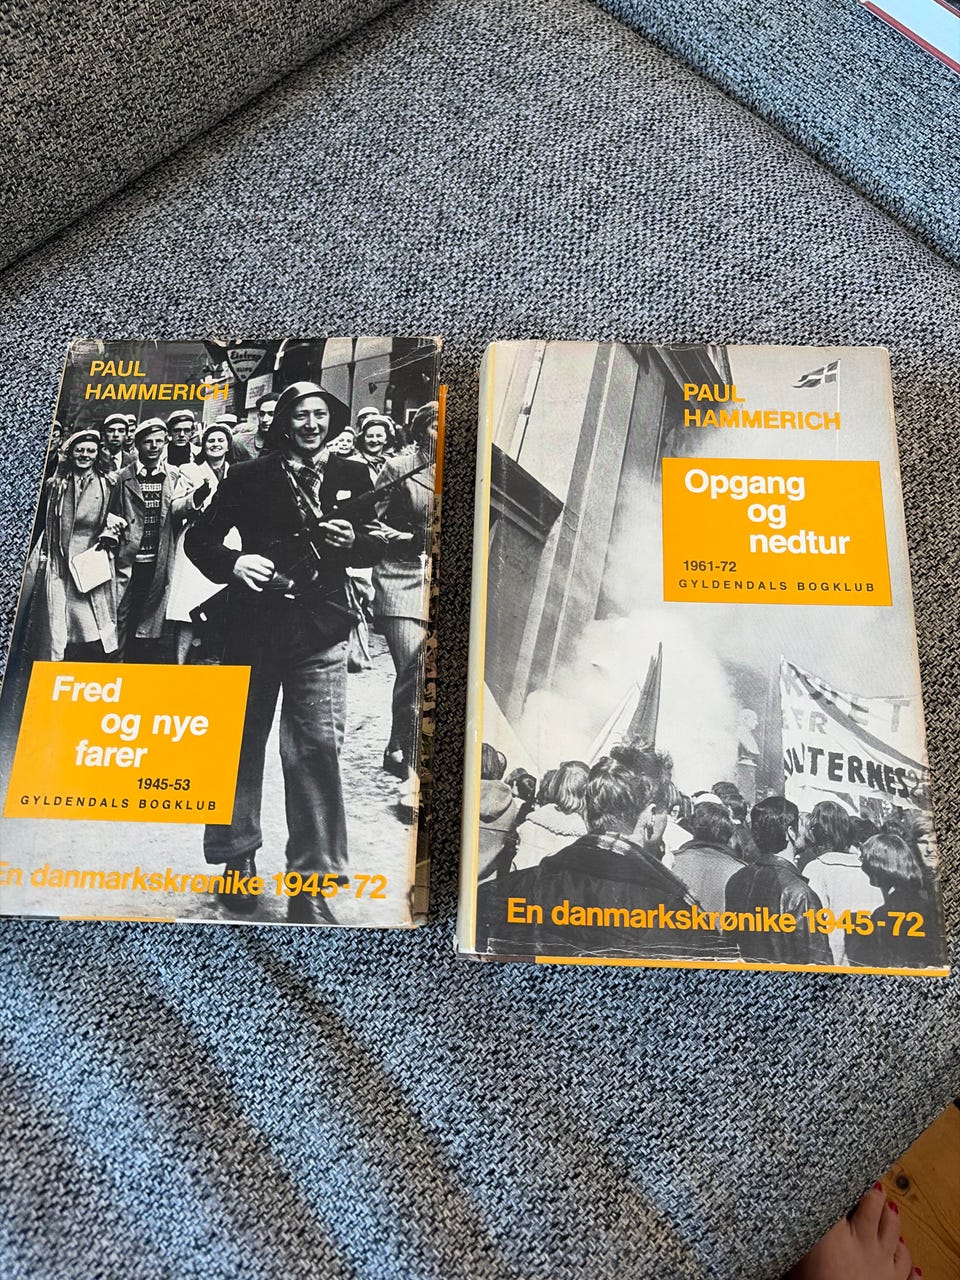 PAUL
HAMMERICH
Fred
og nye
farer
1945-53
GYLDENDALS BOGKLUB
En danmarkskrønike 1945-72
PAUL
HAMMERICH
Opgang
og
nedtur
1961-72
GYLDENDALS BOGKLUB
En danmarkskrønike 1945-72